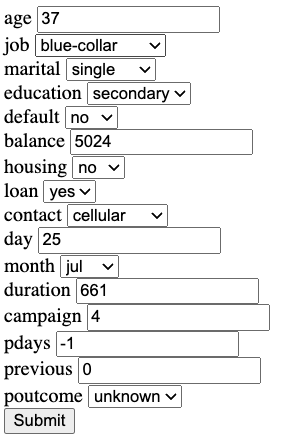 age 37
job blue-collar
marital single
education secondary
default no
balance 5024
housing no
loan yes
contact cellular
day 25
month jul
duration 661
campaign 4
pdays -1
previous 0
poutcome unknown
Submit